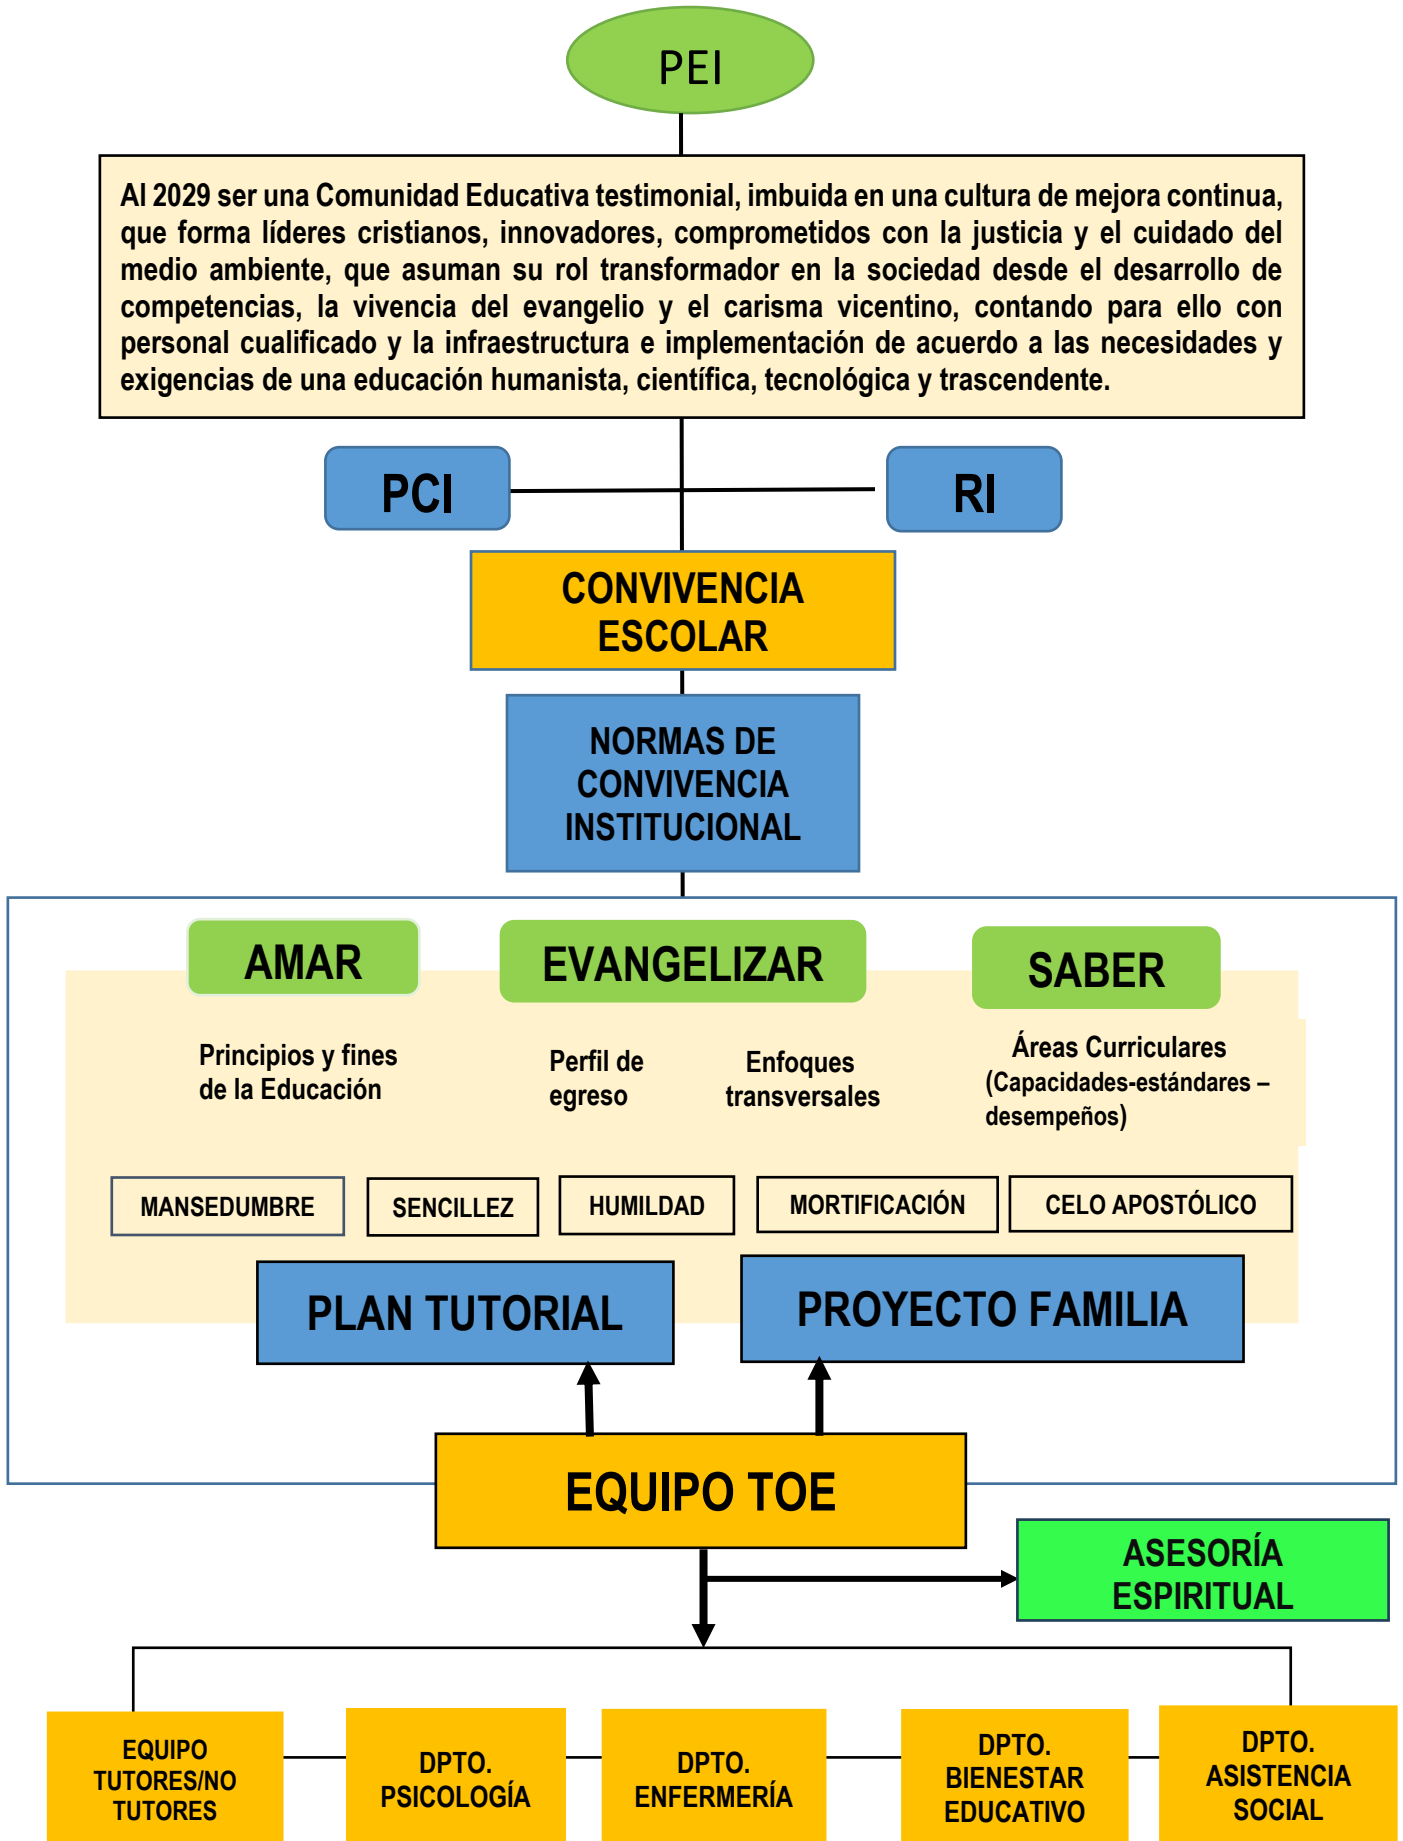 PEI
Al 2029 ser una Comunidad Educativa testimonial, imbuida en una cultura de mejora continua,
que forma líderes cristianos, innovadores, comprometidos con la justicia y el cuidado del
medio ambiente, que asuman su rol transformador en la sociedad desde el desarrollo de
competencias, la vivencia del evangelio y el carisma vicentino, contando para ello con
personal cualificado y la infraestructura e implementación de acuerdo a las necesidades y
exigencias de una educación humanista, científica, tecnológica y trascendente.
PCI
RI
CONVIVENCIA
ESCOLAR
NORMAS DE
CONVIVENCIA
INSTITUCIONAL
AMAR
EVANGELIZAR
SABER
Principios y fines
de la Educación
Perfil de
egreso
Enfoques
transversales
Áreas Curriculares
(Capacidades-estándares –
desempeños)
MANSEDUMBRE
SENCILLEZ
HUMILDAD
MORTIFICACIÓN
CELO APOSTÓLICO
PLAN TUTORIAL
PROYECTO FAMILIA
EQUIPO TOE
ASESORÍA
ESPIRITUAL
EQUIPO
TUTORES/NO
TUTORES
DPTO.
PSICOLOGÍA
DPTO.
ENFERMERÍA
DPTO.
BIENESTAR
EDUCATIVO
DPTO.
ASISTENCIA
SOCIAL